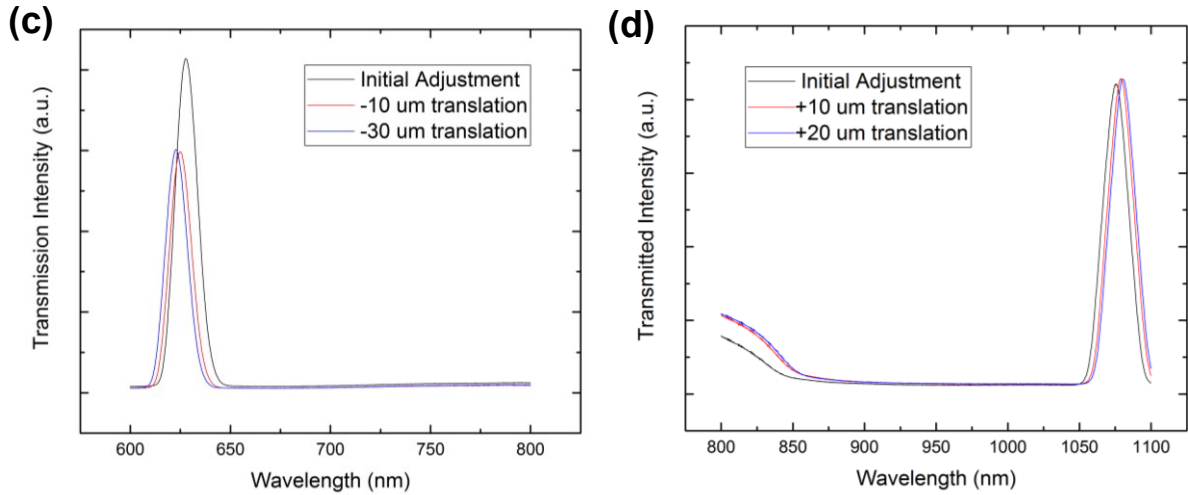 (c)
Transmission Intensity (a.u.)
Initial Adjustment
-10 um translation
-30 um translation
600 650 700 750 800
Wavelength (nm)
(d)
Transmitted Intensity (a.u.)
Initial Adjustment
+10 um translation
+20 um translation
800 850 900 950 1000 1050 1100
Wavelength (nm)